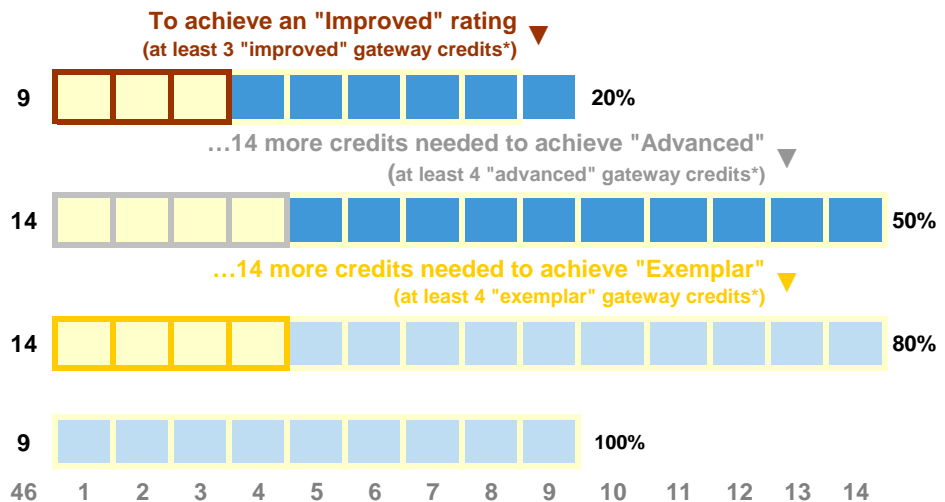 To achieve an "Improved" rating
(at least 3 "improved" gateway credits*)
9 20%
…14 more credits needed to achieve "Advanced"
(at least 4 "advanced" gateway credits*)
14 50%
…14 more credits needed to achieve "Exemplar"
(at least 4 "exemplar" gateway credits*)
14 80%
9 100%
46 1 2 3 4 5 6 7 8 9 10 11 12 13 14